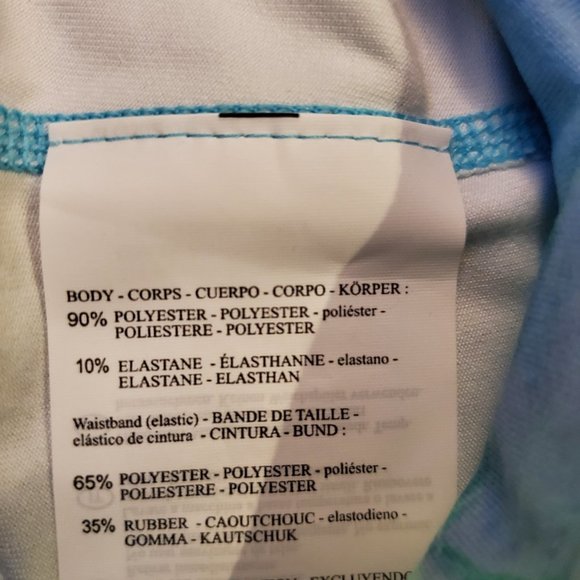 BODY - CORPS - CUERPO - CORPO - KÖRPER :
90% POLYESTER - POLYESTER - poliéster -
POLIESTERE - POLYESTER
10% ELASTANE - ÉLASTHANNE - elastano -
ELASTANE - ELASTHAN
Waistband (elastic) - BANDE DE TAILLE -
elástico de cintura - CINTURA - BUND :
65% POLYESTER - POLYESTER - poliéster -
POLIESTERE - POLYESTER
35% RUBBER - CAOUTCHOUC - elastodieno -
GOMMA - KAUTSCHUK
EXCLUYENDO